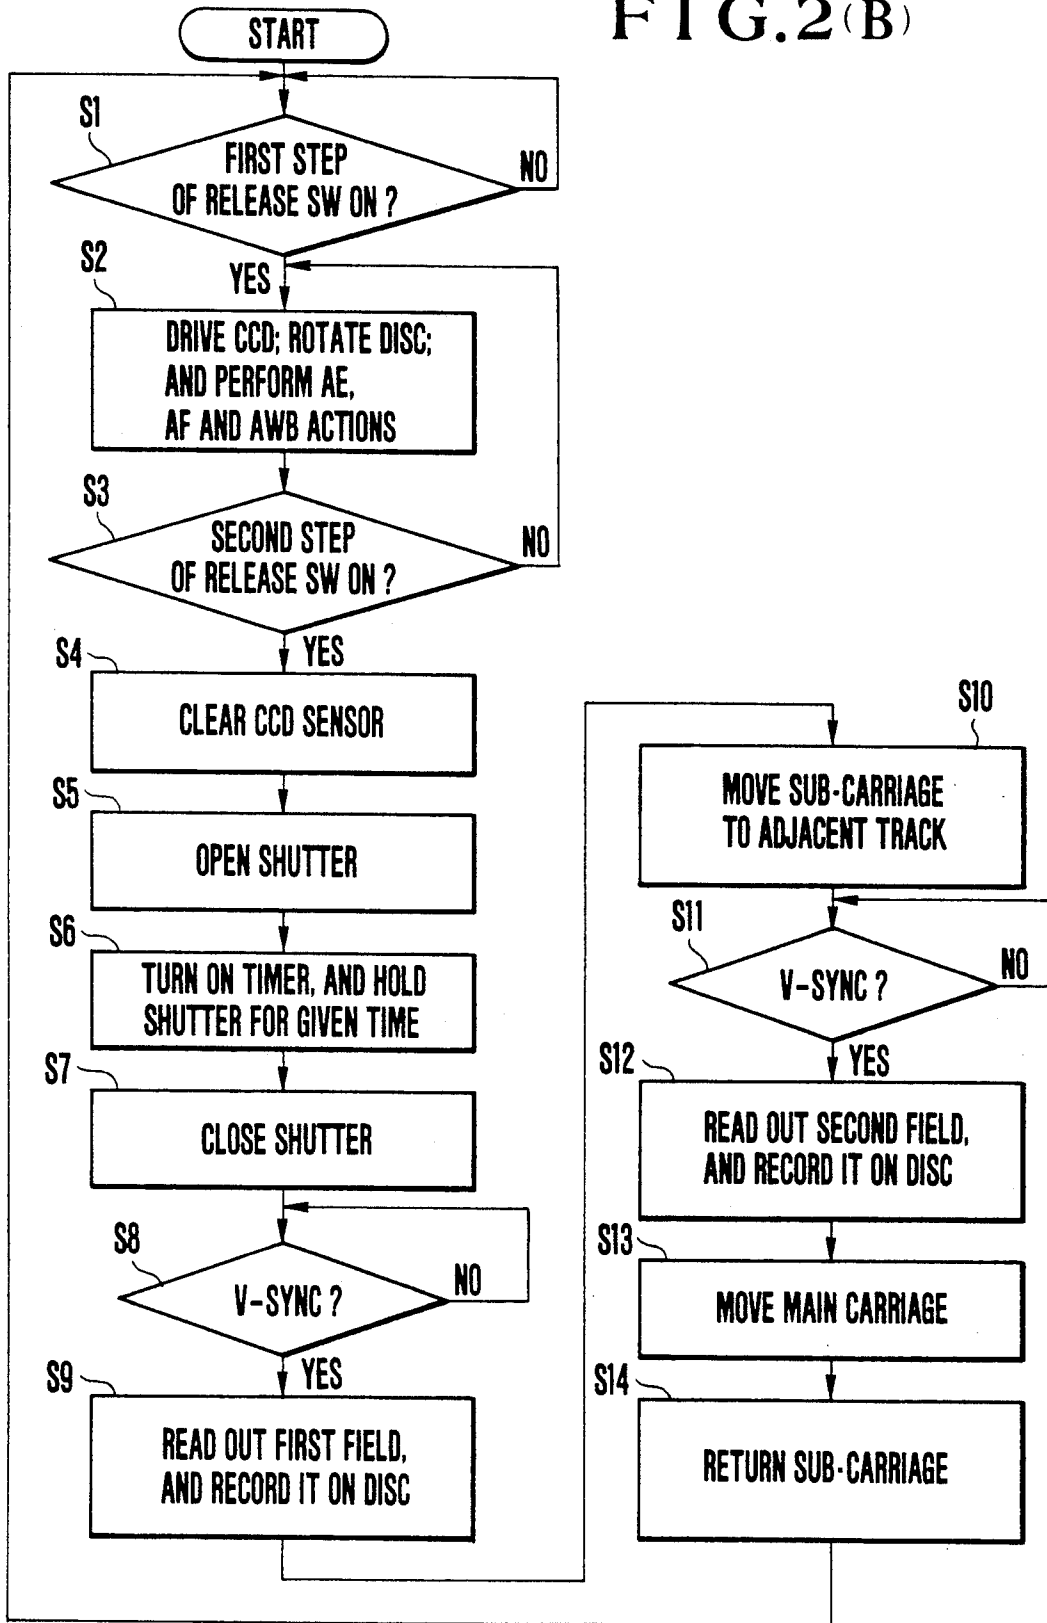 FIG.2(B)
START
S1
FIRST STEP
OF RELEASE SW ON ?
NO
YES
S2
DRIVE CCD; ROTATE DISC;
AND PERFORM AE,
AF AND AWB ACTIONS
S3
SECOND STEP
OF RELEASE SW ON ?
NO
YES
S4
CLEAR CCD SENSOR
S5
OPEN SHUTTER
S6
TURN ON TIMER, AND HOLD
SHUTTER FOR GIVEN TIME
S7
CLOSE SHUTTER
S8
V-SYNC ?
NO
YES
S9
READ OUT FIRST FIELD,
AND RECORD IT ON DISC
S10
MOVE SUB-CARRIAGE
TO ADJACENT TRACK
S11
V-SYNC ?
NO
YES
S12
READ OUT SECOND FIELD,
AND RECORD IT ON DISC
S13
MOVE MAIN CARRIAGE
S14
RETURN SUB-CARRIAGE